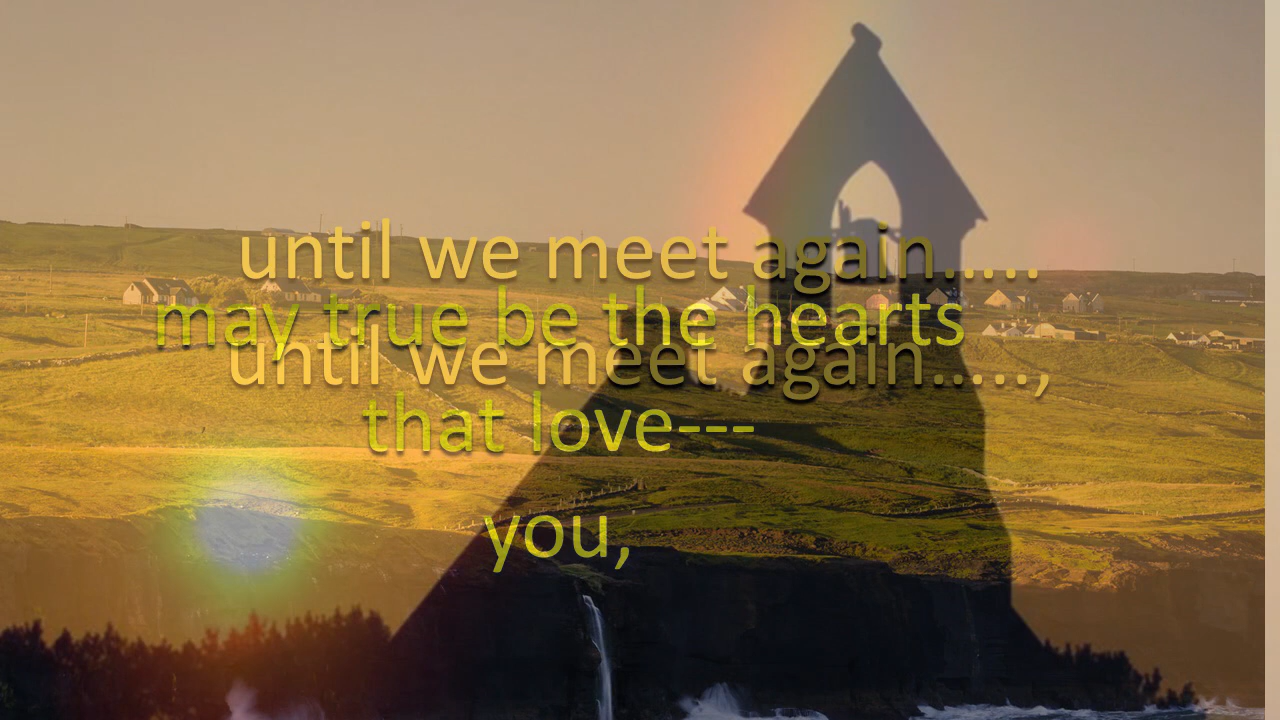 until we meet again.....
may true be the hearts
until we meet again.....,
that love---
you,